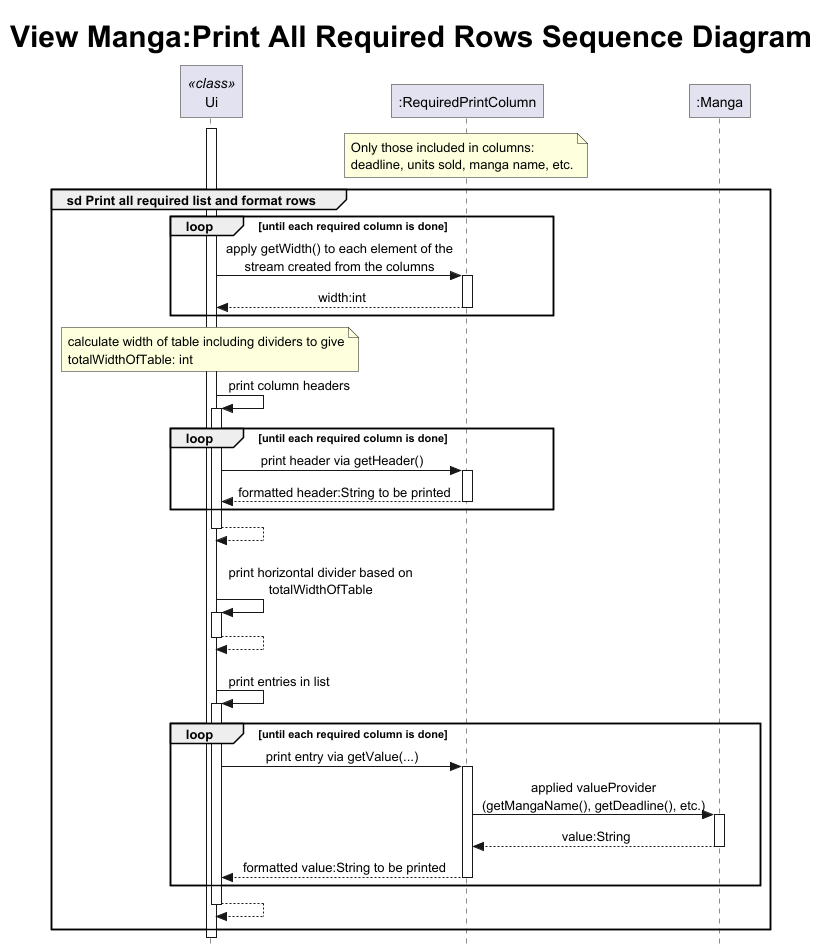 View Manga:Print All Required Rows Sequence Diagram
«class»
Ui
:RequiredPrintColumn
:Manga
Only those included in columns:
deadline, units sold, manga name, etc.
sd Print all required list and format rows
loop
[until each required column is done]
apply getWidth() to each element of the
stream created from the columns
width:int
calculate width of table including dividers to give
totalWidthOfTable: int
print column headers
loop
[until each required column is done]
print header via getHeader()
formatted header:String to be printed
print horizontal divider based on
totalWidthOfTable
print entries in list
loop
[until each required column is done]
print entry via getValue(...)
applied valueProvider
(getMangaName(), getDeadline(), etc.)
value:String
formatted value:String to be printed